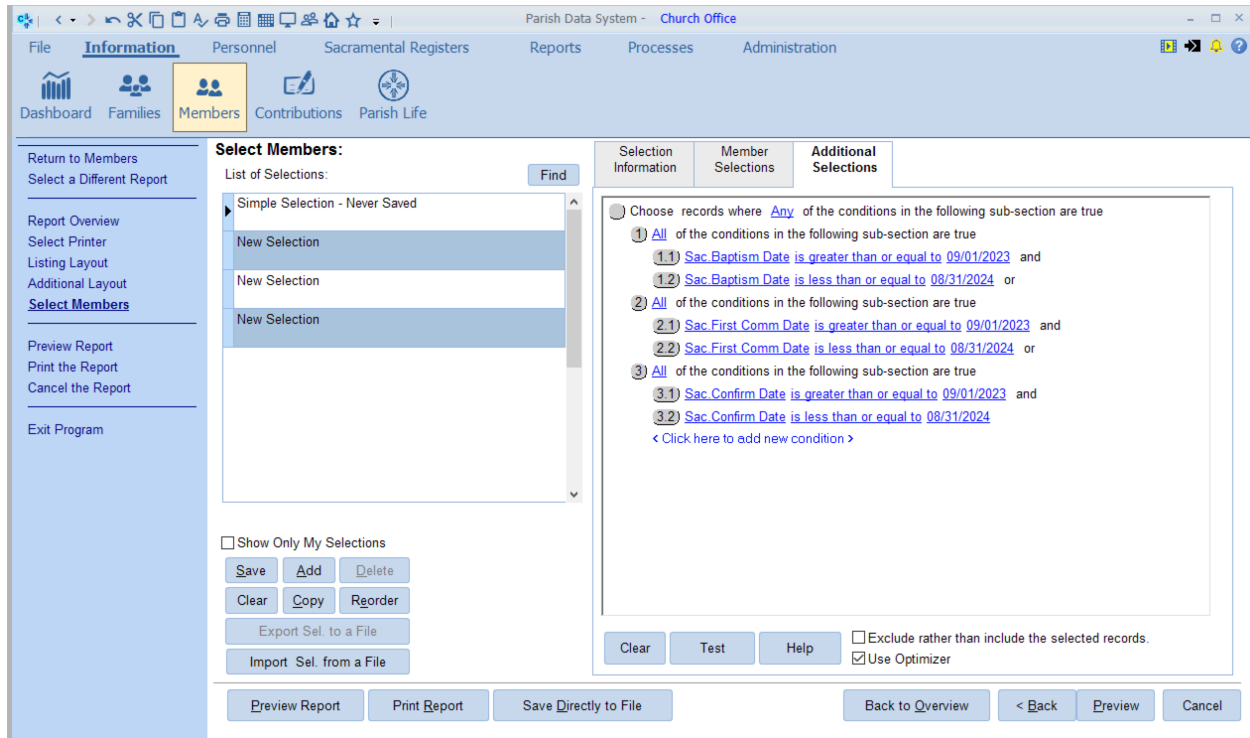 Parish Data System - Church Office
File Information Personnel Sacramental Registers Reports Processes Administration
Dashboard Families Members Contributions Parish Life
Return to Members
Select a Different Report
Report Overview
Select Printer
Listing Layout
Additional Layout
Select Members
Preview Report
Print the Report
Cancel the Report
Exit Program
Select Members:
List of Selections:
Find
Simple Selection - Never Saved
New Selection
New Selection
New Selection
Show Only My Selections
Save Add Delete
Clear Copy Reorder
Export Sel. to a File
Import Sel. from a File
Selection Information
Member Selections
Additional Selections
Choose records where Any of the conditions in the following sub-section are true
1) All of the conditions in the following sub-section are true
1.1) Sac.Baptism Date is greater than or equal to 09/01/2023 and
1.2) Sac.Baptism Date is less than or equal to 08/31/2024 or
2) All of the conditions in the following sub-section are true
2.1) Sac.First Comm Date is greater than or equal to 09/01/2023 and
2.2) Sac.First Comm Date is less than or equal to 08/31/2024 or
3) All of the conditions in the following sub-section are true
3.1) Sac.Confirm Date is greater than or equal to 09/01/2023 and
3.2) Sac.Confirm Date is less than or equal to 08/31/2024
< Click here to add new condition >
Clear Test Help
Exclude rather than include the selected records.
Use Optimizer
Preview Report Print Report Save Directly to File Back to Overview < Back Preview Cancel